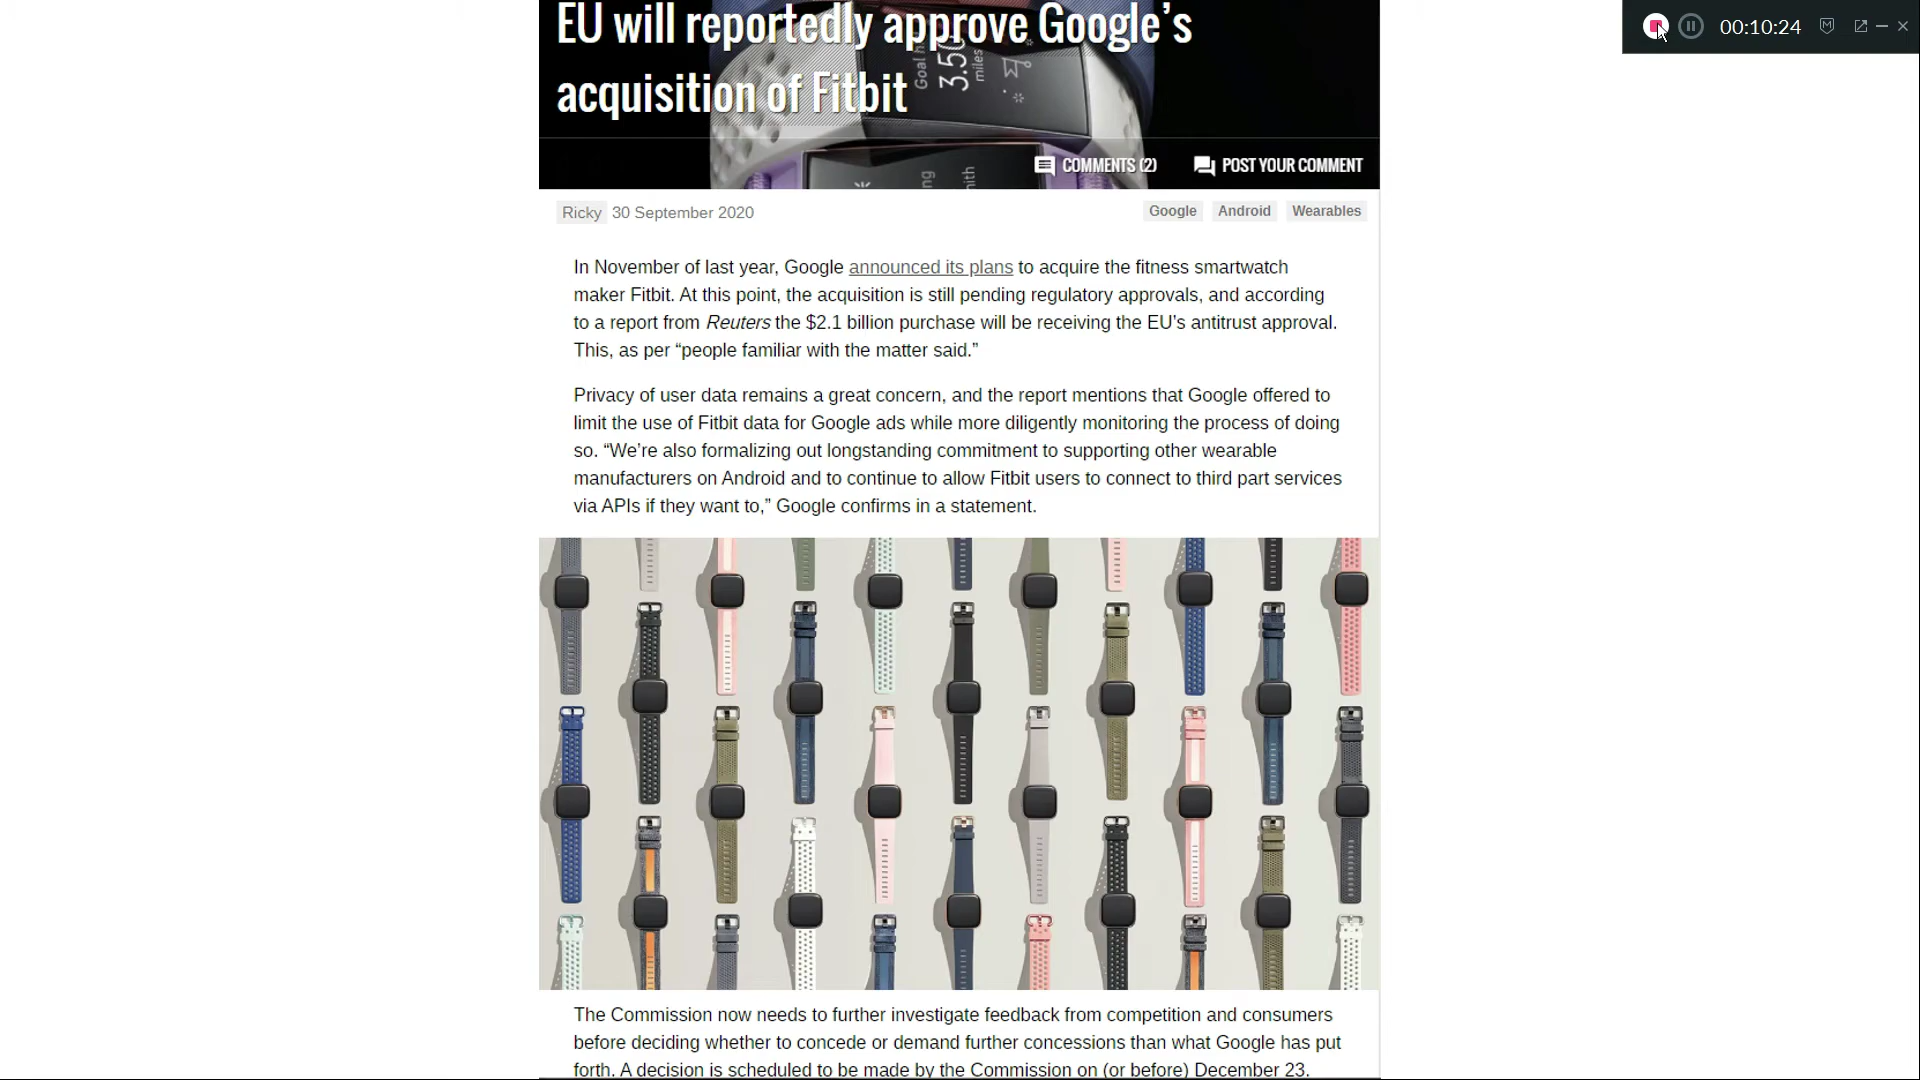 EU will reportedly approve Google's
00:10:24
acquisition of Fitbit
Goal h
3.50
miles
COMMENTS (2)
POST YOUR COMMENT
Ricky 30 September 2020
Google Android Wearables
In November of last year, Google announced its plans to acquire the fitness smartwatch
maker Fitbit. At this point, the acquisition is still pending regulatory approvals, and according
to a report from Reuters the $2.1 billion purchase will be receiving the EU's antitrust approval.
This, as per “people familiar with the matter said.”
Privacy of user data remains a great concern, and the report mentions that Google offered to
limit the use of Fitbit data for Google ads while more diligently monitoring the process of doing
so. “We’re also formalizing out longstanding commitment to supporting other wearable
manufacturers on Android and to continue to allow Fitbit users to connect to third part services
via APIs if they want to,” Google confirms in a statement.
The Commission now needs to further investigate feedback from competition and consumers
before deciding whether to concede or demand further concessions than what Google has put
forth. A decision is scheduled to be made by the Commission on (or before) December 23.